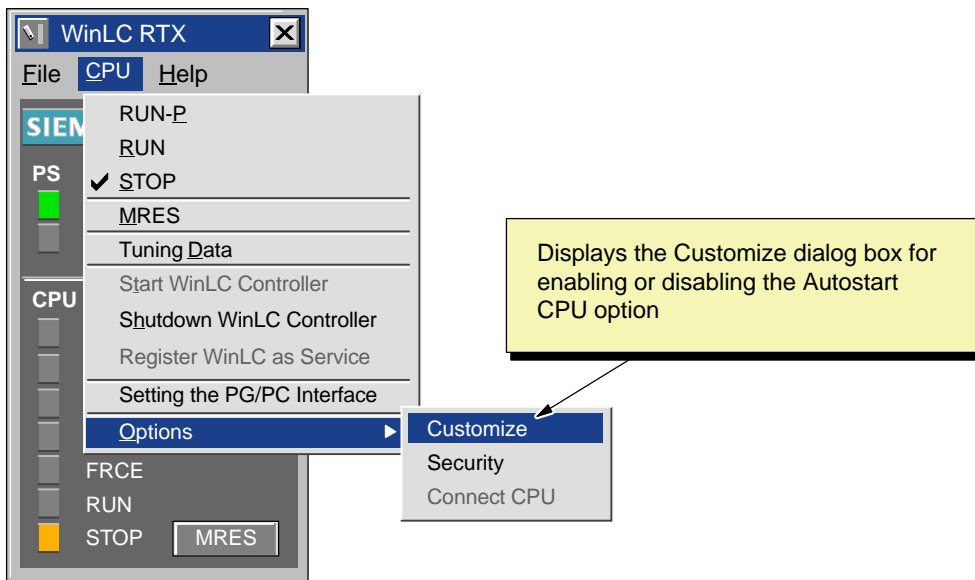 WinLC RTX
File CPU Help
SIEM
PS
RUN-P
RUN
STOP
MRES
Tuning Data
Start WinLC Controller
Shutdown WinLC Controller
Register WinLC as Service
Setting the PG/PC Interface
Options
Customize
Security
Connect CPU
Displays the Customize dialog box for
enabling or disabling the Autostart
CPU option
CPU
FRCE
RUN
STOP MRES